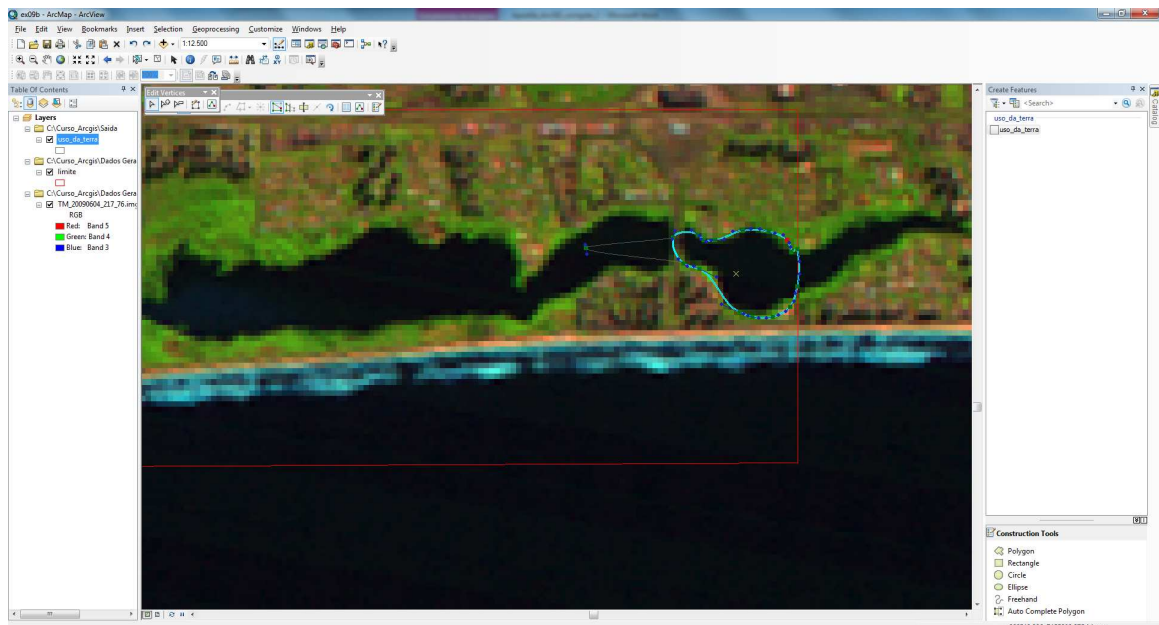 ex09b - ArcMap - ArcView
File Edit View Bookmarks Insert Selection Geoprocessing Customize Windows Help
1:12.500
Table Of Contents
Layers
C:\Curso_Arcgis\Saida
uso_da_terra
C:\Curso_Arcgis\Dados Gera
limite
C:\Curso_Arcgis\Dados Gera
TM_20090604_217_76.img
RGB
Red: Band 5
Green: Band 4
Blue: Band 3
Edit Vertices
Create Features
<Search>
uso_da_terra
uso_da_terra
Catalog
Construction Tools
Polygon
Rectangle
Circle
Ellipse
Freehand
Auto Complete Polygon